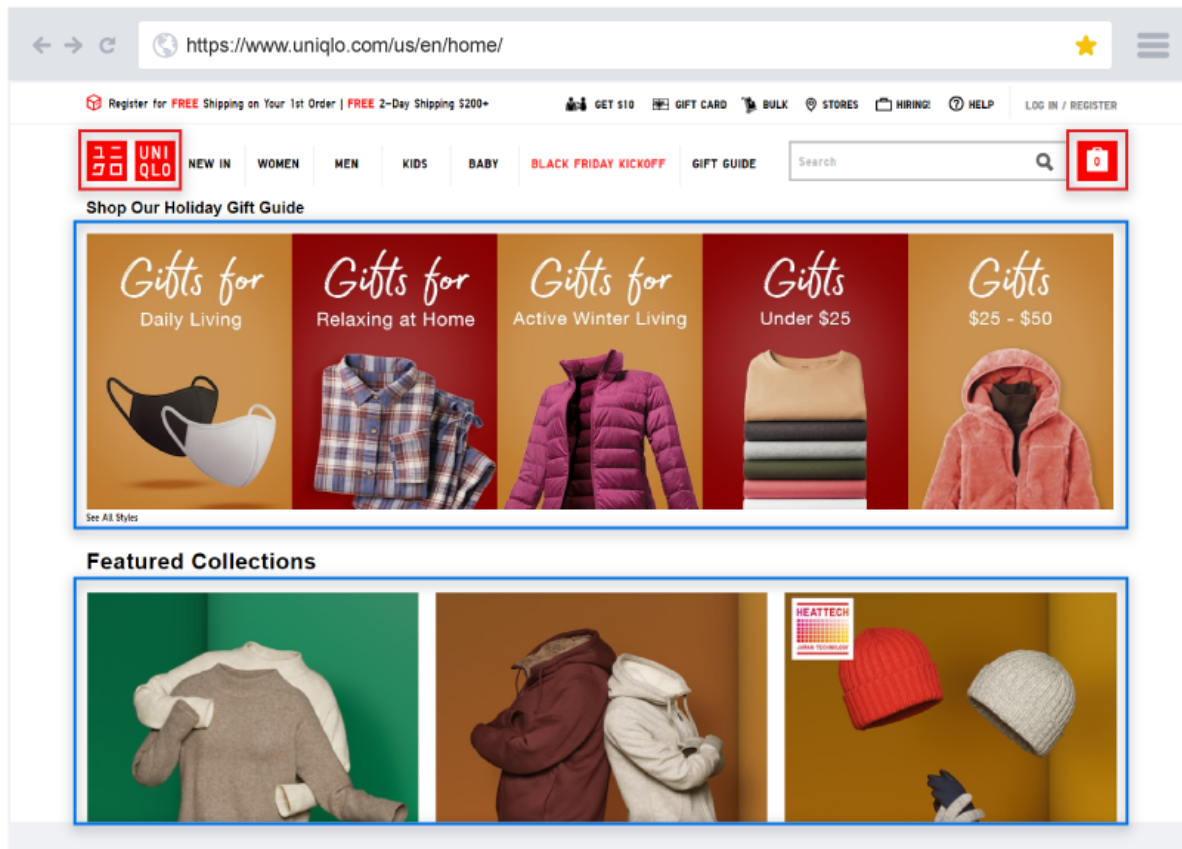 https://www.uniqlo.com/us/en/home/
Register for FREE Shipping on Your 1st Order | FREE 2-Day Shipping $200+
GET $10 GIFT CARD BULK STORES HIRING! HELP LOG IN / REGISTER
ユニ
クロ
UNI
QLO
NEW IN WOMEN MEN KIDS BABY BLACK FRIDAY KICKOFF GIFT GUIDE Search 0
Shop Our Holiday Gift Guide
Gifts for
Daily Living
Gifts for
Relaxing at Home
Gifts for
Active Winter Living
Gifts
Under $25
Gifts
$25 - $50
See All Styles
Featured Collections
HEATTECH
JAPAN TECHNOLOGY